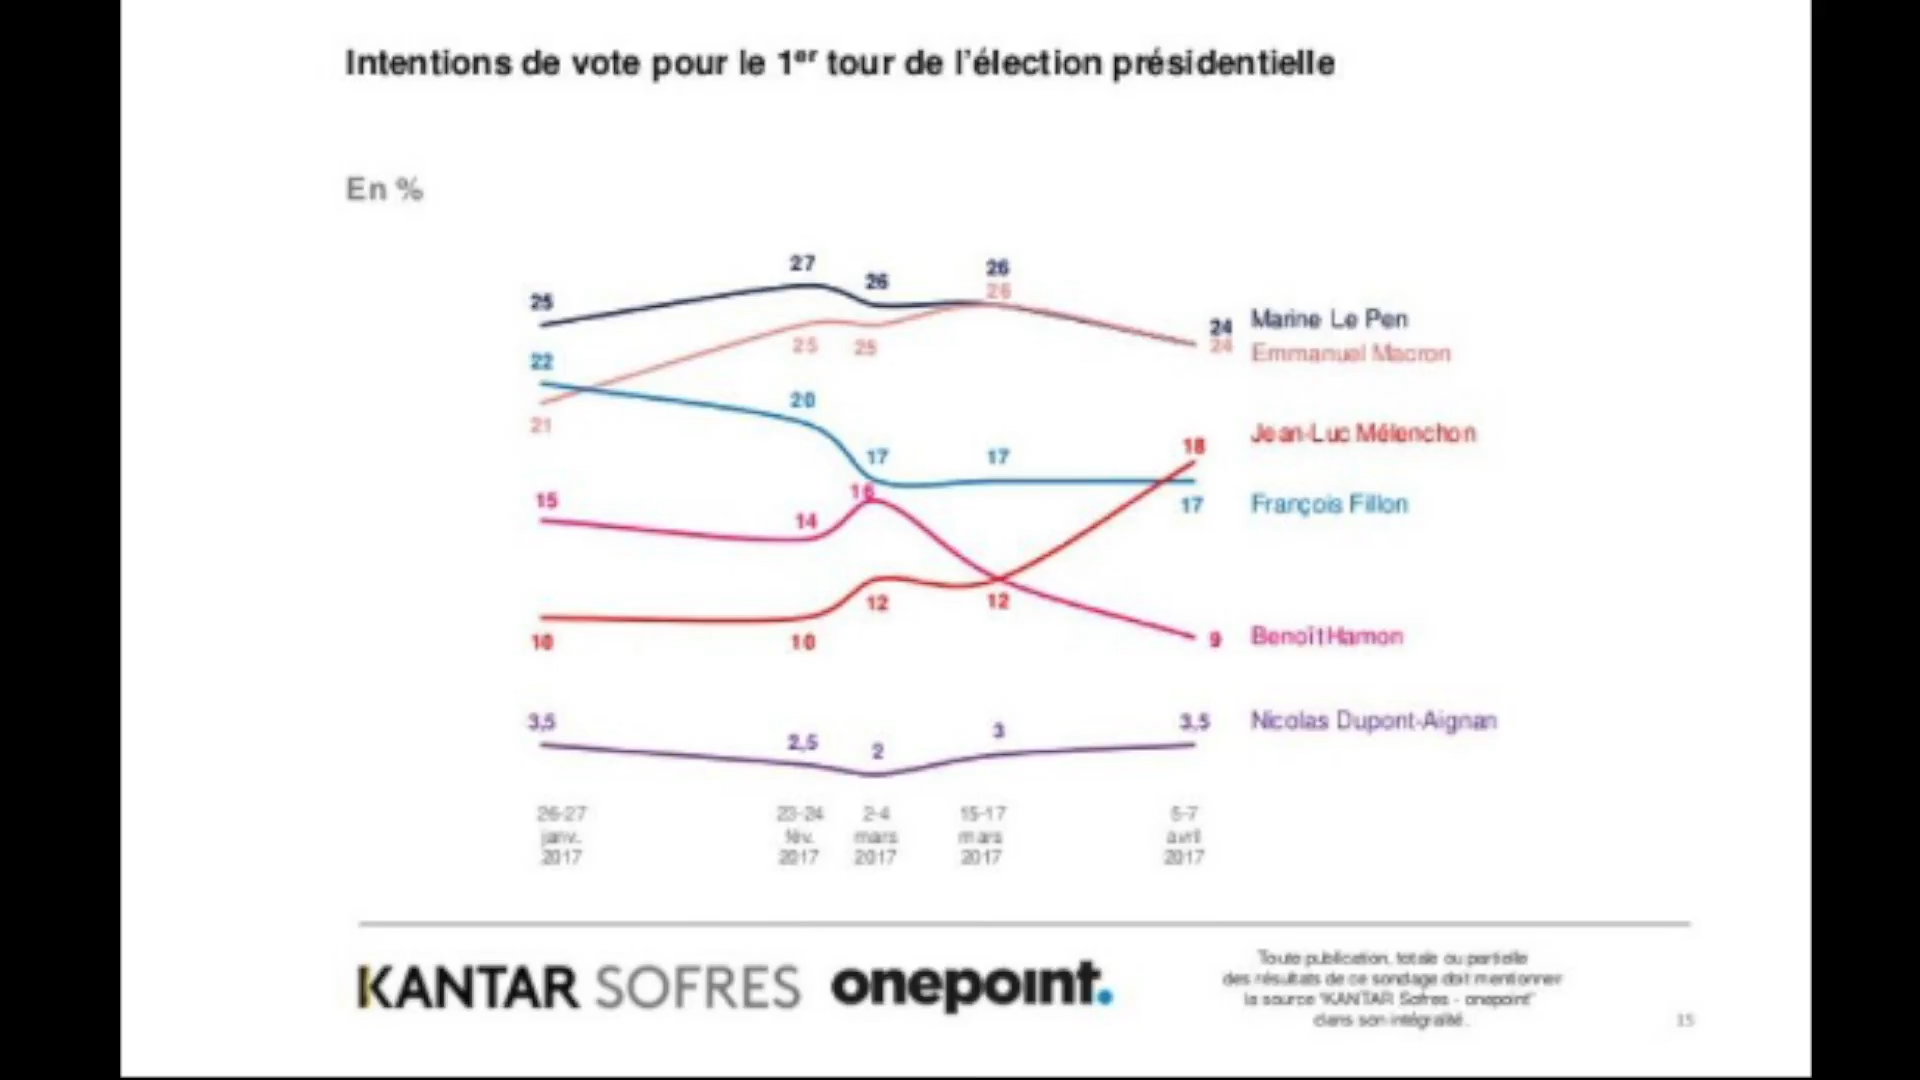 Intentions de vote pour le 1er tour de l'élection présidentielle
En %
27
26
26
25
26
24
Marine Le Pen
25
25
24
Emmanuel Macron
22
20
21
Jean-Luc Mélenchon
18
17
17
16
15
14
17
François Fillon
12
12
10
10
9
Benoît Hamon
3,5
2,5
2
3
3,5
Nicolas Dupont-Aignan
26-27 janv. 2017
23-24 fév. 2017
2-4 mars 2017
15-17 mars 2017
5-7 avril 2017
KANTAR SOFRES onepoint.
Toute publication, totale ou partielle
des résultats de ce sondage doit mentionner
la source "KANTAR Sofres - onepoint"
dans son intégralité.
15